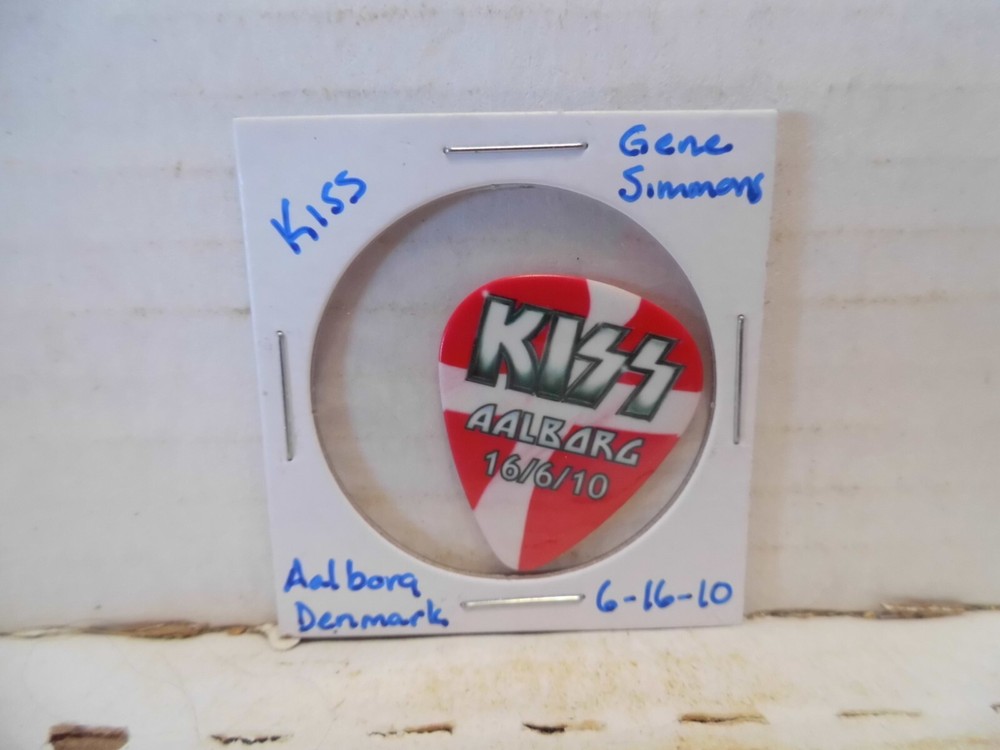 Kiss
Gene
Simmons
KISS
AALBORG
16/6/10
Aalborg
Denmark
6-16-10